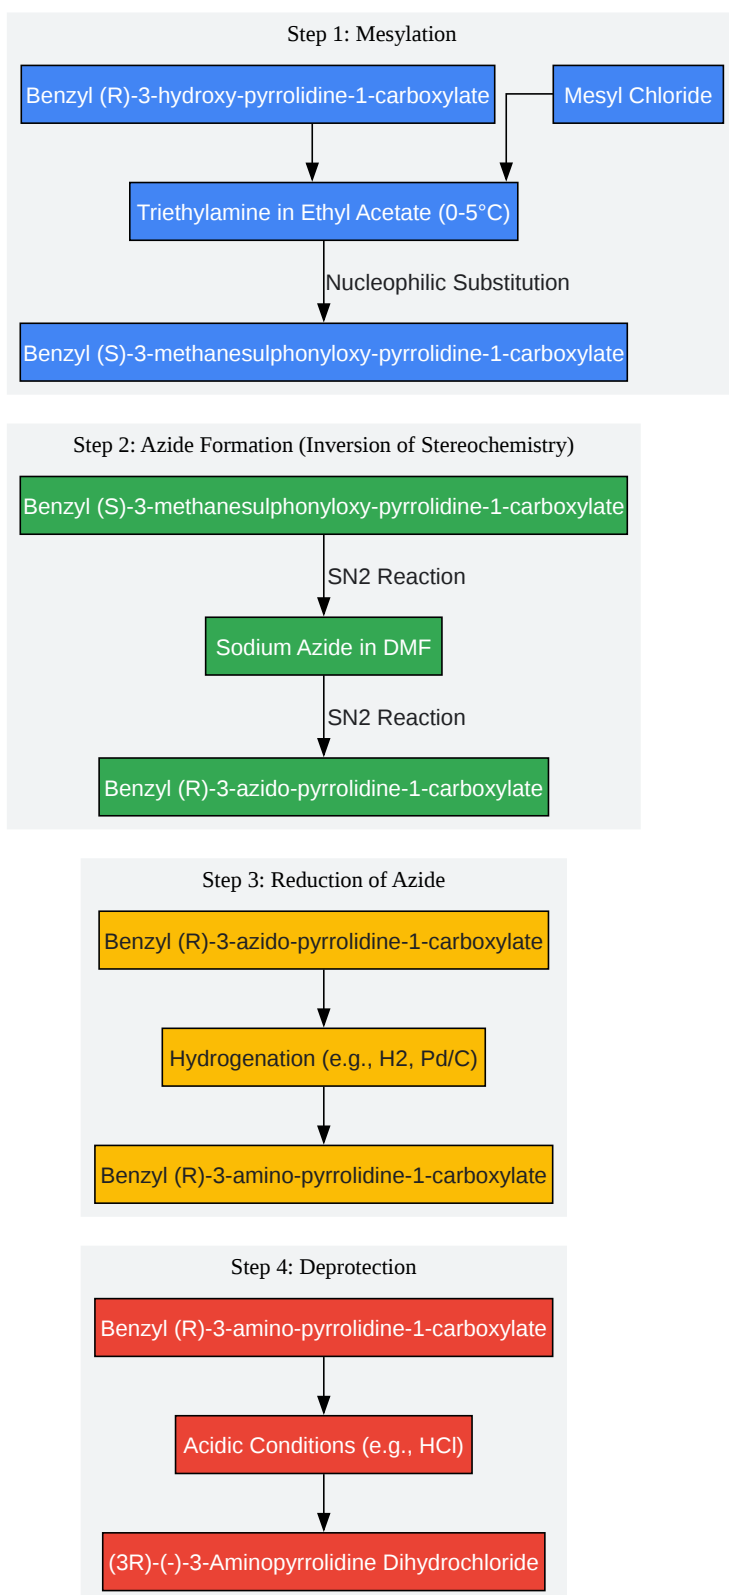 Step 1: Mesylation
Benzyl (R)-3-hydroxy-pyrrolidine-1-carboxylate
Mesyl Chloride
Triethylamine in Ethyl Acetate (0-5°C)
Nucleophilic Substitution
Benzyl (S)-3-methanesulphonyloxy-pyrrolidine-1-carboxylate
Step 2: Azide Formation (Inversion of Stereochemistry)
Benzyl (S)-3-methanesulphonyloxy-pyrrolidine-1-carboxylate
SN2 Reaction
Sodium Azide in DMF
SN2 Reaction
Benzyl (R)-3-azido-pyrrolidine-1-carboxylate
Step 3: Reduction of Azide
Benzyl (R)-3-azido-pyrrolidine-1-carboxylate
Hydrogenation (e.g., H2, Pd/C)
Benzyl (R)-3-amino-pyrrolidine-1-carboxylate
Step 4: Deprotection
Benzyl (R)-3-amino-pyrrolidine-1-carboxylate
Acidic Conditions (e.g., HCl)
(3R)-(-)-3-Aminopyrrolidine Dihydrochloride